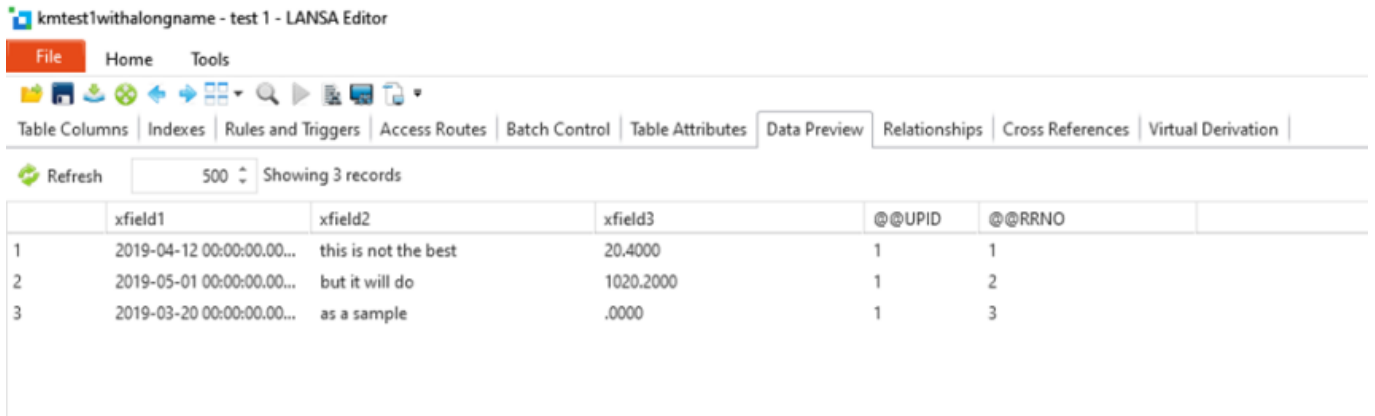 kmtest1withalongname - test 1 - LANSA Editor
File Home Tools
Table Columns Indexes Rules and Triggers Access Routes Batch Control Table Attributes Data Preview Relationships Cross References Virtual Derivation
Refresh 500 Showing 3 records
xfield1 xfield2 xfield3 @@UPID @@RRNO
1 2019-04-12 00:00:00.00... this is not the best 20.4000 1 1
2 2019-05-01 00:00:00.00... but it will do 1020.2000 1 2
3 2019-03-20 00:00:00.00... as a sample .0000 1 3